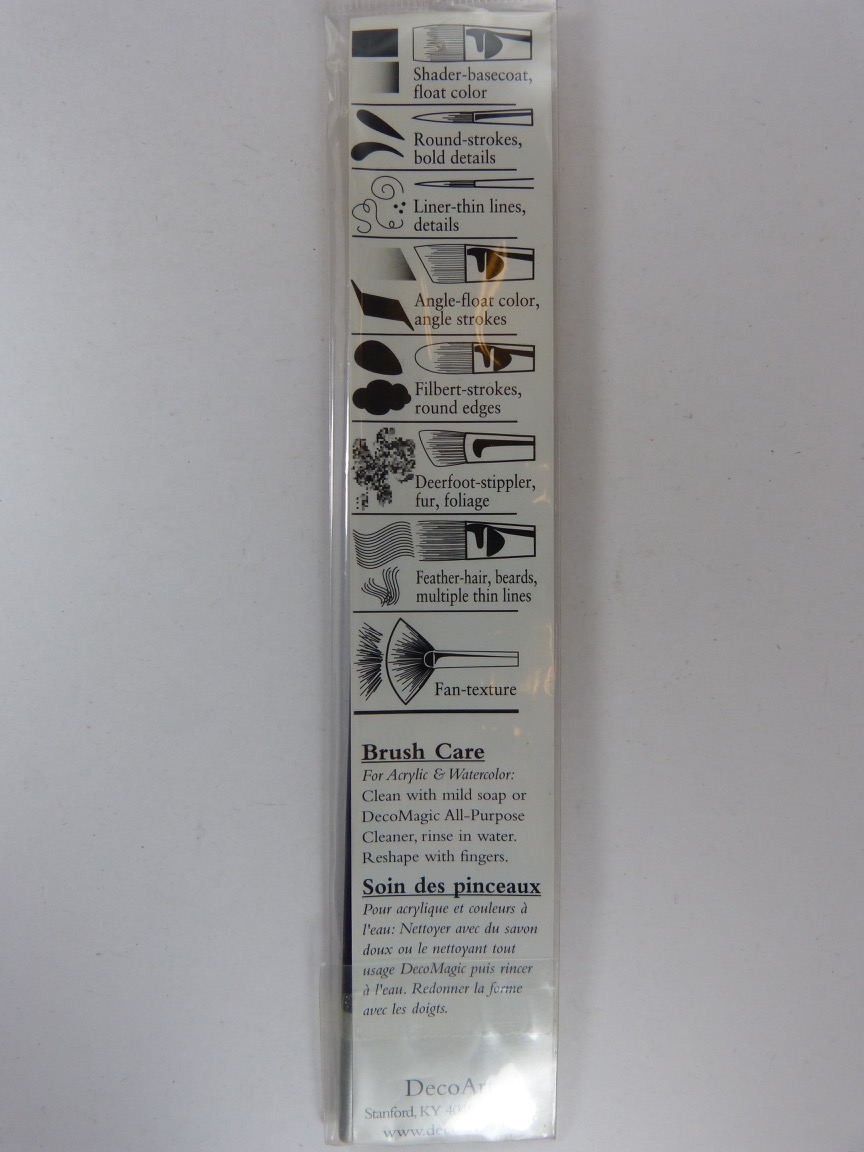 Shader-basecoat,
float color
Round-strokes,
bold details
Liner-thin lines,
details
Angle-float color,
angle strokes
Filbert-strokes,
round edges
Deerfoot-stippler,
fur, foliage
Feather-hair, beards,
multiple thin lines
Fan-texture
Brush Care
For Acrylic & Watercolor:
Clean with mild soap or
DecoMagic All-Purpose
Cleaner, rinse in water.
Reshape with fingers.
Soin des pinceaux
Pour acrylique et couleurs à
l'eau: Nettoyer avec du savon
doux ou le nettoyant tout
usage DecoMagic puis rincer
à l'eau. Redonner la forme
avec les doigts.
Stanford, KY